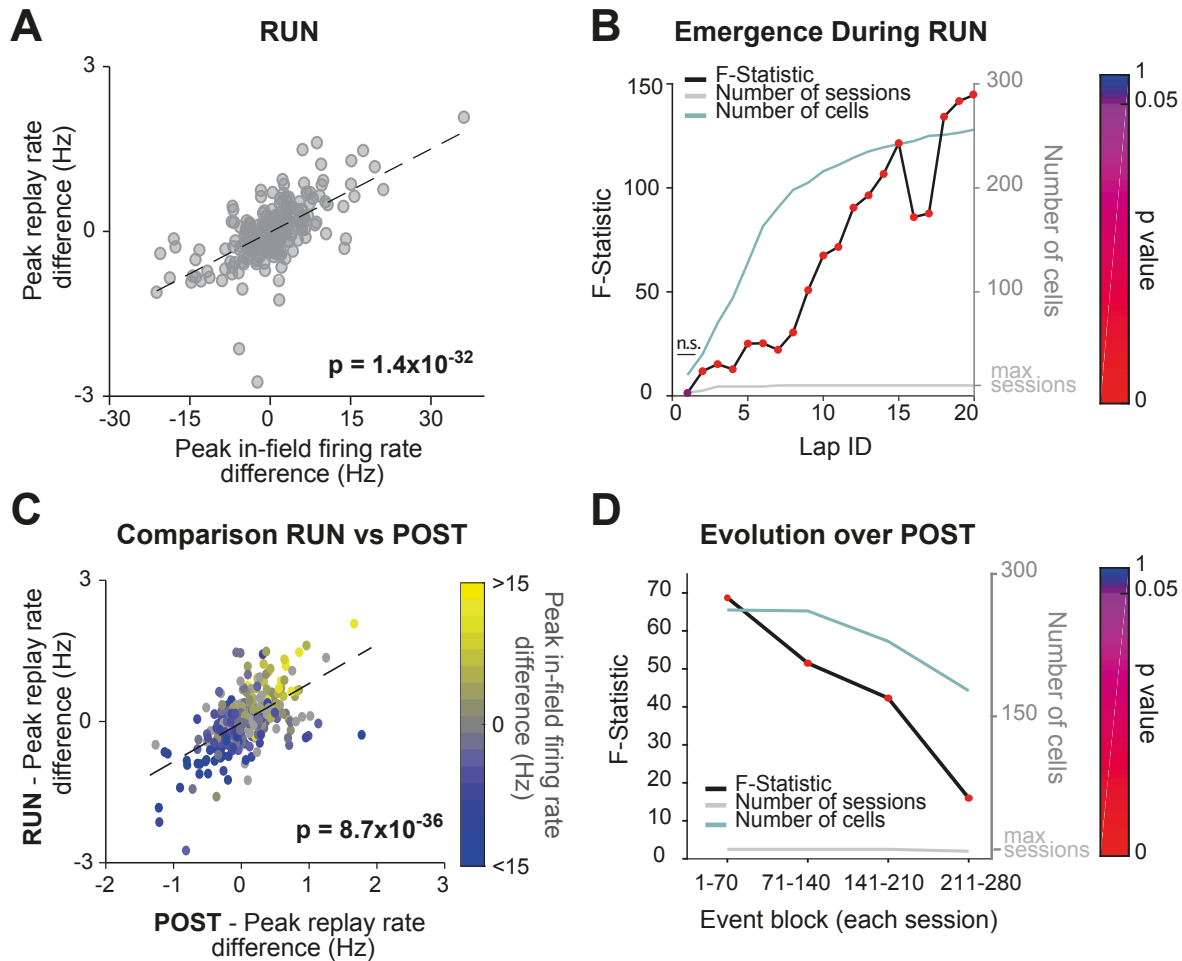 A
RUN
3
0
-3
Peak replay rate
difference (Hz)
-30
-15
0
15
30
Peak in-field firing rate
difference (Hz)
p = 1.4x10-32
B
Emergence During RUN
F-Statistic
Number of sessions
Number of cells
150
100
50
0
F-Statistic
n.s.
0
5
10
15
20
Lap ID
300
200
100
max
sessions
Number of cells
1
0.05
0
p value
C
Comparison RUN vs POST
3
0
-3
RUN - Peak replay rate
difference (Hz)
-2
-1
0
1
2
3
POST - Peak replay rate
difference (Hz)
p = 8.7x10-36
>15
0
<15
Peak in-field firing rate
difference (Hz)
D
Evolution over POST
70
60
50
40
30
20
10
0
F-Statistic
F-Statistic
Number of sessions
Number of cells
1-70
71-140
141-210
211-280
Event block (each session)
300
150
max
sessions
Number of cells
1
0.05
0
p value